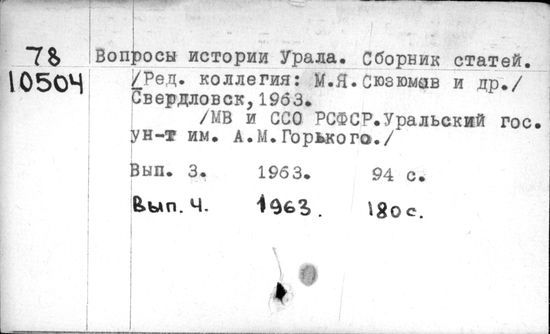 78
10504
Вопросы истории Урала. Сборник статей.
/Ред. коллегия: М.Я.Сюзюмов и др./
Свердловск,1963.
/МВ и ССО РСФСР.Уральский гос.
ун-т им. А.М.Горького./
Вып. 3. 1963. 94 с.
Вып. 4. 1963. 180с.